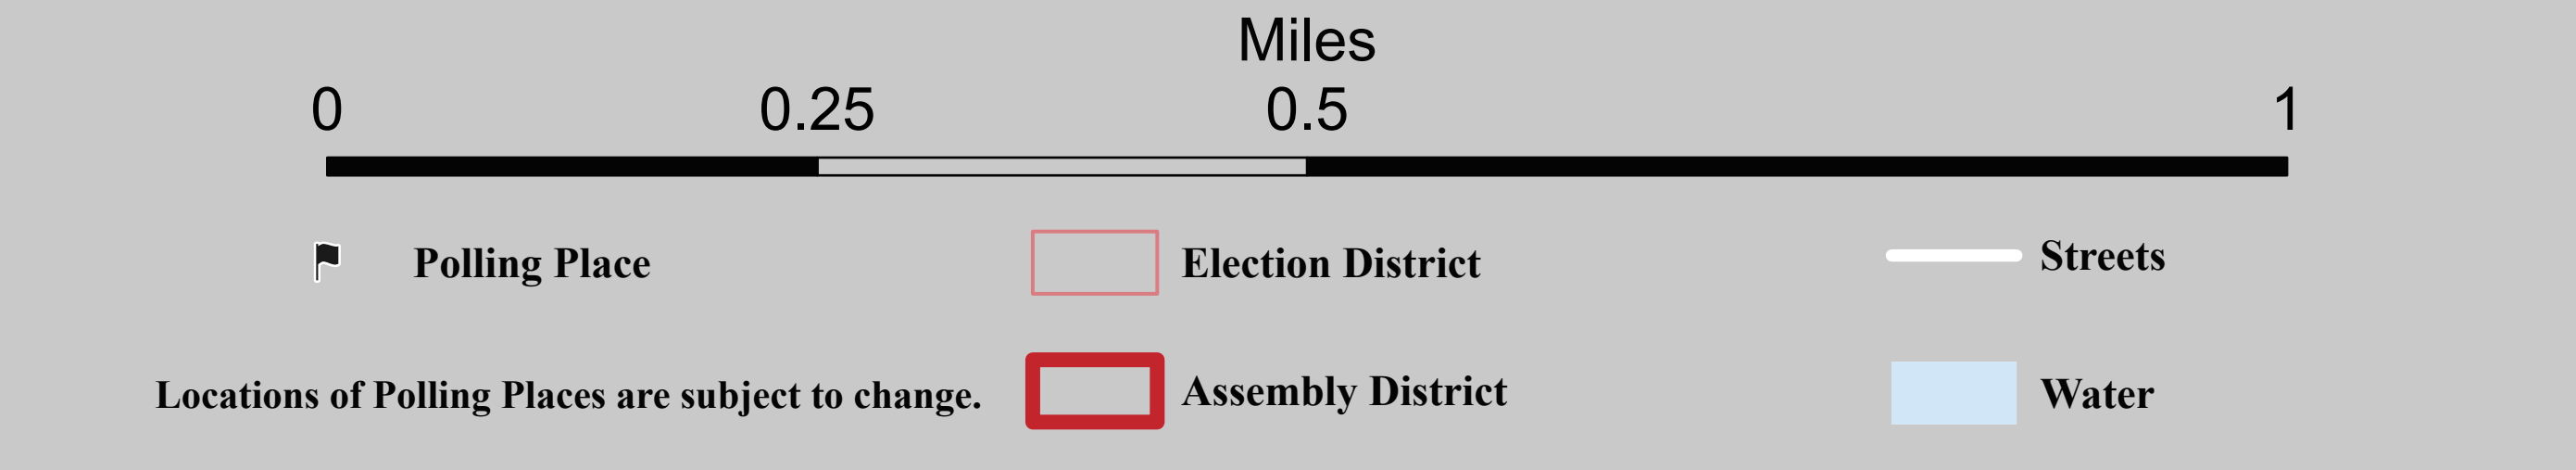 Miles
0 0.25 0.5 1
Polling Place
Election District
Streets
Locations of Polling Places are subject to change.
Assembly District
Water